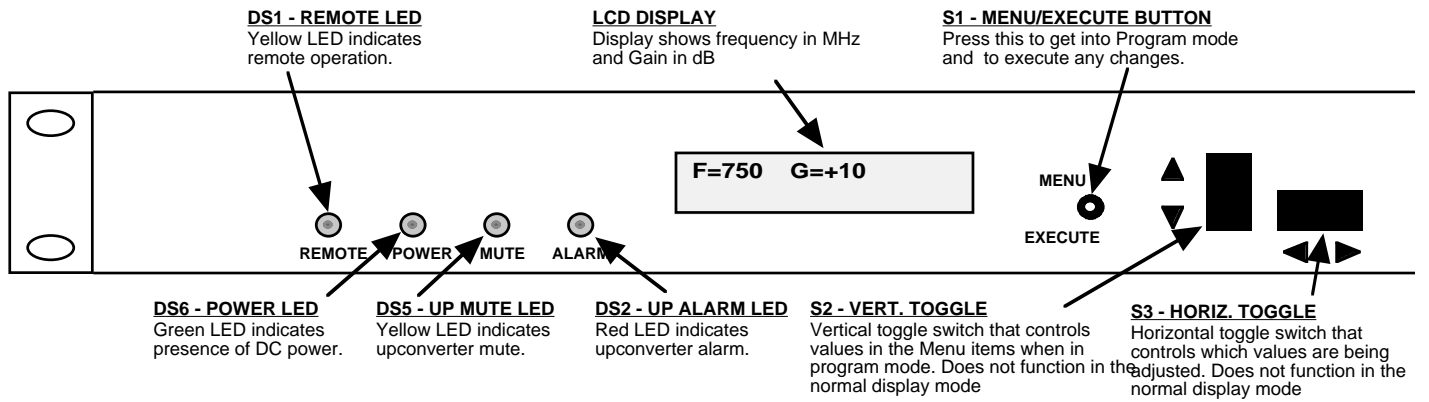 DS1 - REMOTE LED
Yellow LED indicates
remote operation.
LCD DISPLAY
Display shows frequency in MHz
and Gain in dB
S1 - MENU/EXECUTE BUTTON
Press this to get into Program mode
and to execute any changes.
F=750 G=+10
MENU
EXECUTE
REMOTE
POWER
MUTE
ALARM
DS6 - POWER LED
Green LED indicates
presence of DC power.
DS5 - UP MUTE LED
Yellow LED indicates
upconverter mute.
DS2 - UP ALARM LED
Red LED indicates
upconverter alarm.
S2 - VERT. TOGGLE
Vertical toggle switch that controls
values in the Menu items when in
program mode. Does not function in the
normal display mode
S3 - HORIZ. TOGGLE
Horizontal toggle switch that
controls which values are being
adjusted. Does not function in the
normal display mode